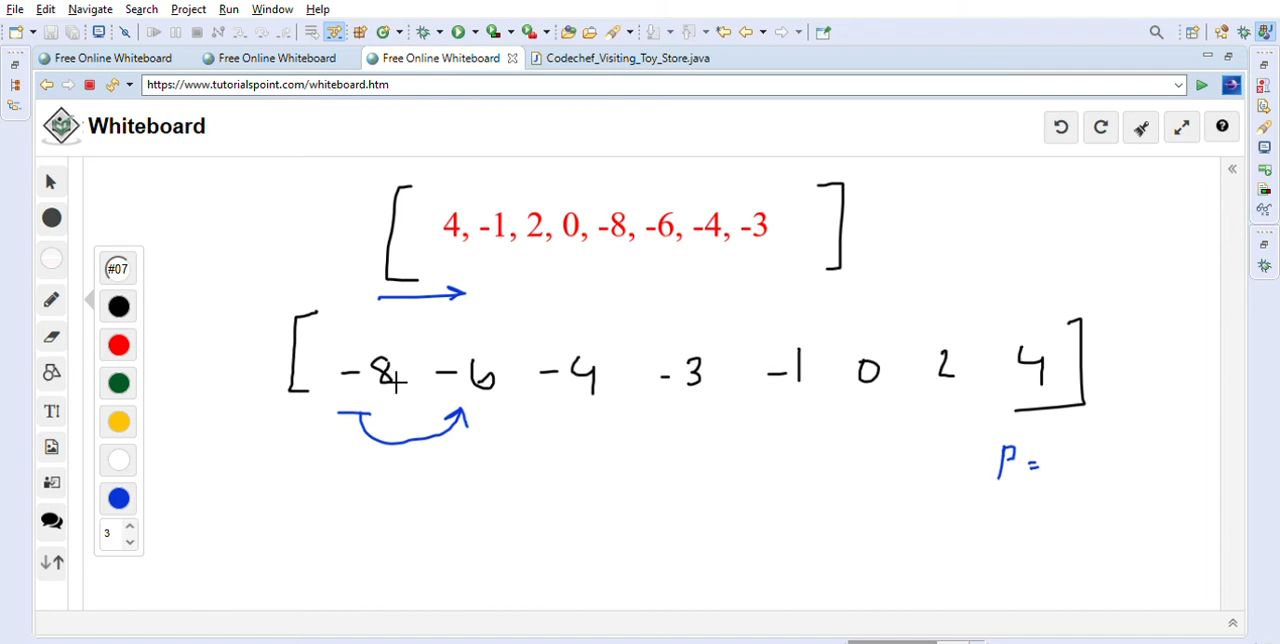 File Edit Navigate Search Project Run Window Help
Free Online Whiteboard Free Online Whiteboard Free Online Whiteboard Codechef_Visiting_Toy_Store.java
https://www.tutorialspoint.com/whiteboard.htm
Whiteboard
[ 4, -1, 2, 0, -8, -6, -4, -3 ]
#07
[ -8 -6 -4 -3 -1 0 2 4 ]
P =
TI
3